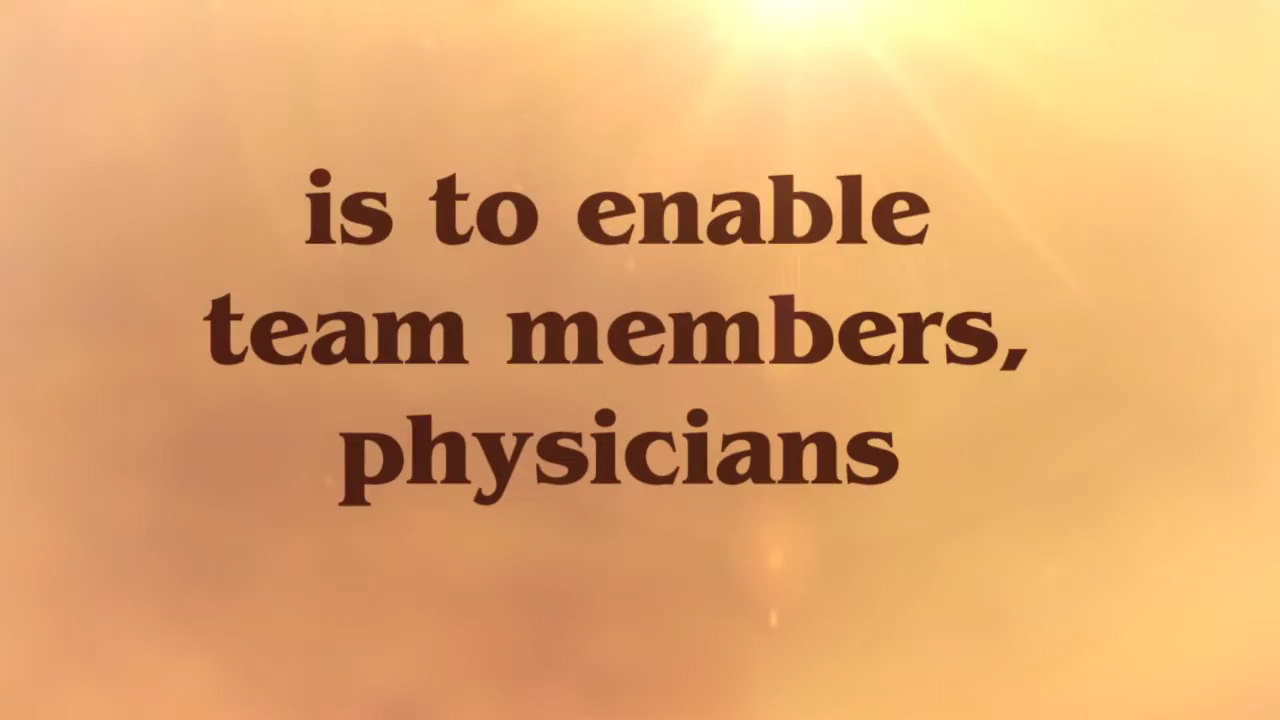 is to enable
team members,
physicians